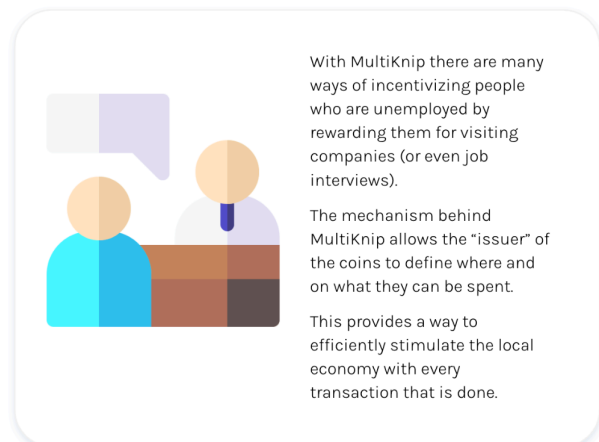 With MultiKnip there are many
ways of incentivizing people
who are unemployed by
rewarding them for visiting
companies (or even job
interviews).
The mechanism behind
MultiKnip allows the “issuer” of
the coins to define where and
on what they can be spent.
This provides a way to
efficiently stimulate the local
economy with every
transaction that is done.